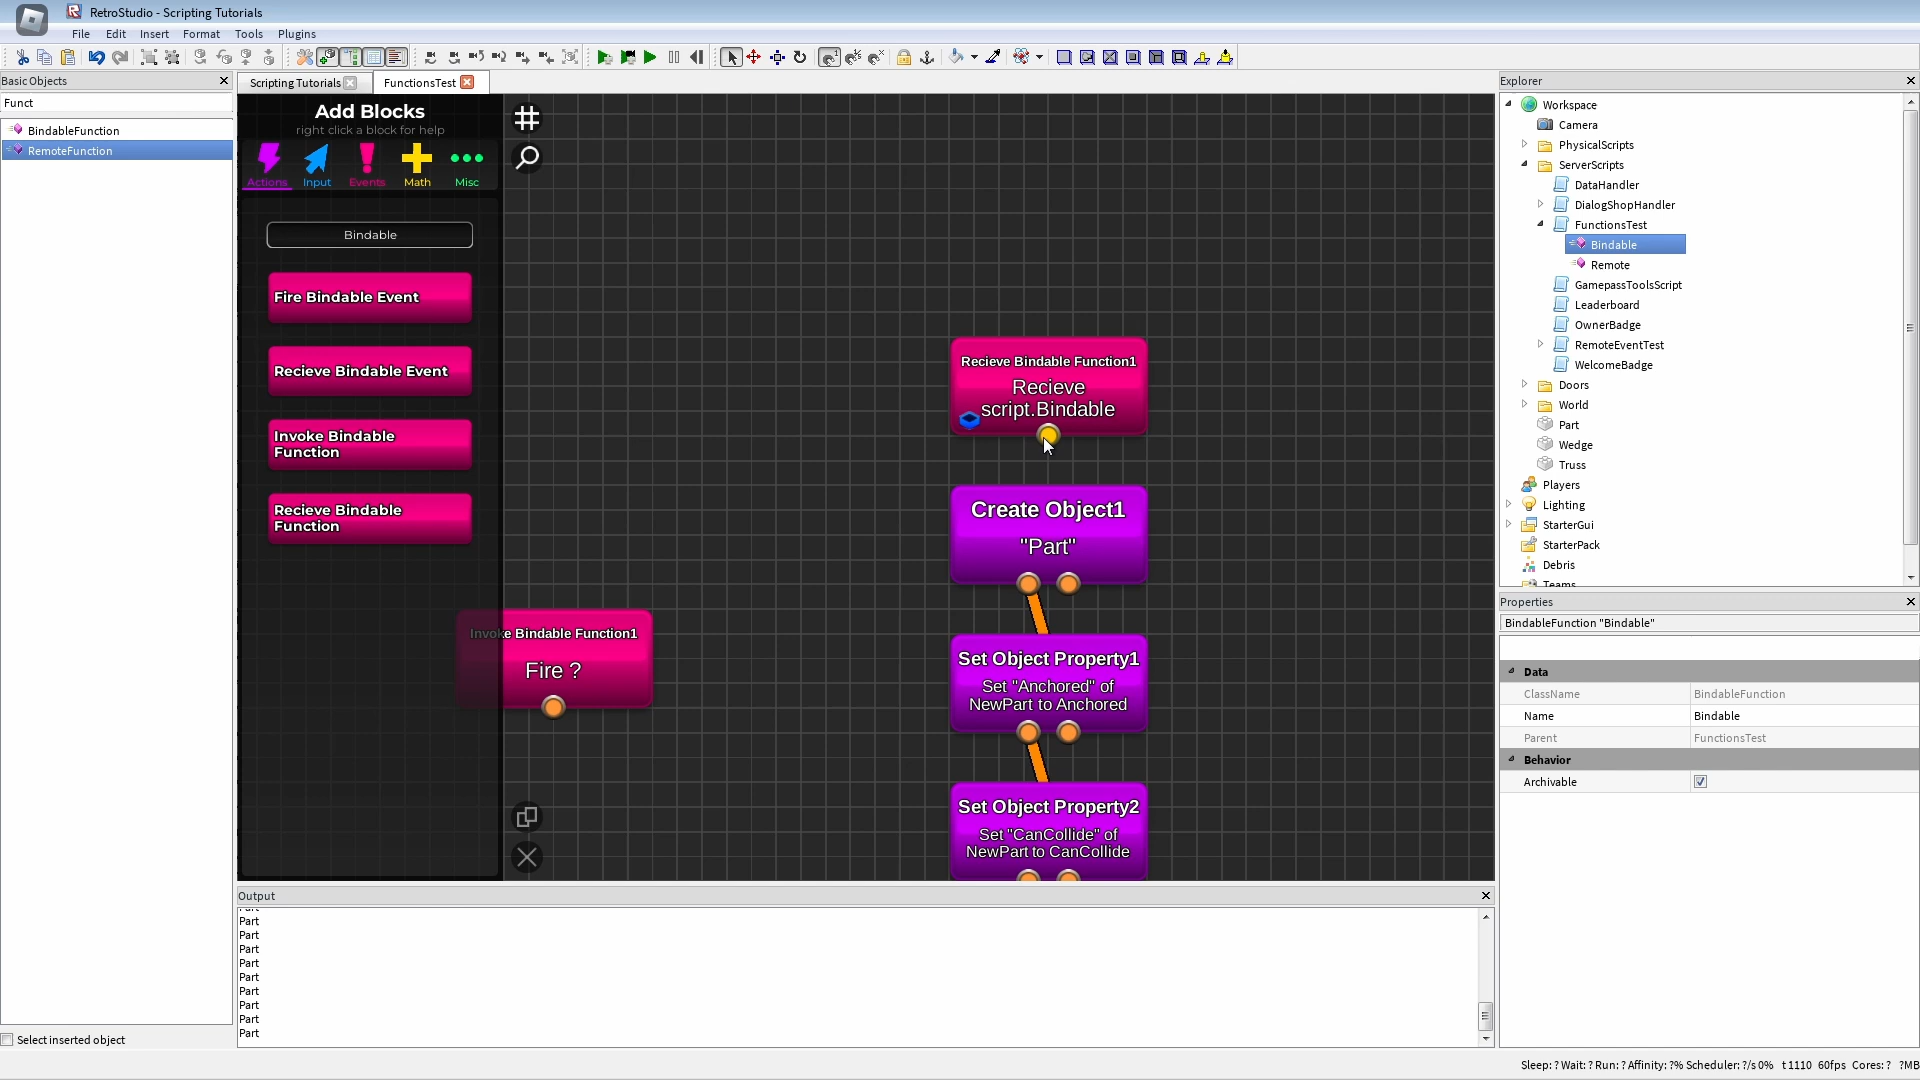 RetroStudio - Scripting Tutorials
File Edit Insert Format Tools Plugins
Basic Objects
Funct
BindableFunction
RemoteFunction
Select inserted object
Scripting Tutorials
FunctionsTest
Add Blocks
right click a block for help
Actions Input Events Math Misc
Bindable
Fire Bindable Event
Recieve Bindable Event
Invoke Bindable
Function
Recieve Bindable
Function
Invoke Bindable Function1
Fire ?
Recieve Bindable Function1
Recieve
script.Bindable
Create Object1
"Part"
Set Object Property1
Set "Anchored" of
NewPart to Anchored
Set Object Property2
Set "CanCollide" of
NewPart to CanCollide
Output
Part
Part
Part
Part
Part
Part
Part
Part
Part
Part
Explorer
Workspace
Camera
PhysicalScripts
ServerScripts
DataHandler
DialogShopHandler
FunctionsTest
Bindable
Remote
GamepassToolsScript
Leaderboard
OwnerBadge
RemoteEventTest
WelcomeBadge
Doors
World
Part
Wedge
Truss
Players
Lighting
StarterGui
StarterPack
Debris
Teams
Properties
BindableFunction "Bindable"
Data
ClassName BindableFunction
Name Bindable
Parent FunctionsTest
Behavior
Archivable
Sleep: ? Wait: ? Run: ? Affinity: ?% Scheduler: ?/s 0% t 1110 60fps Cores: ? ?MB